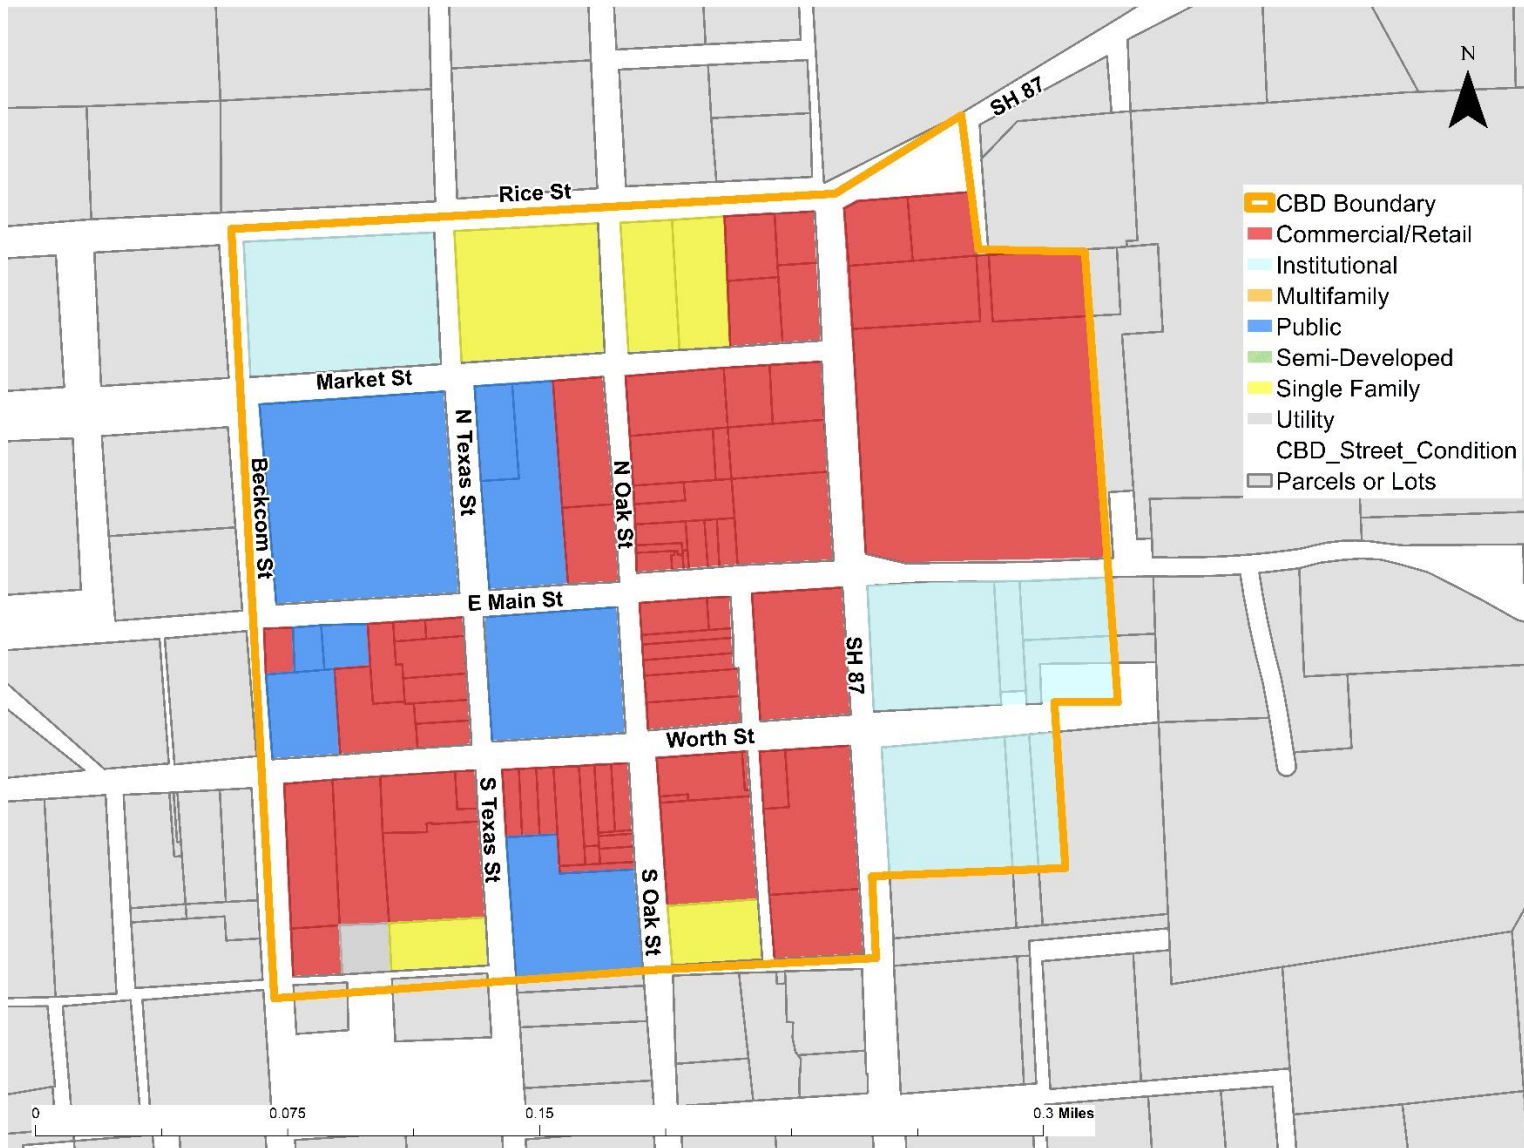 SH 87
N
Rice St
CBD Boundary
Commercial/Retail
Institutional
Multifamily
Public
Semi-Developed
Single Family
Utility
CBD_Street_Condition
Parcels or Lots
Market St
N Texas St
N Oak St
Beckcom St
E Main St
SH 87
Worth St
S Texas St
S Oak St
0 0.075 0.15 0.3 Miles